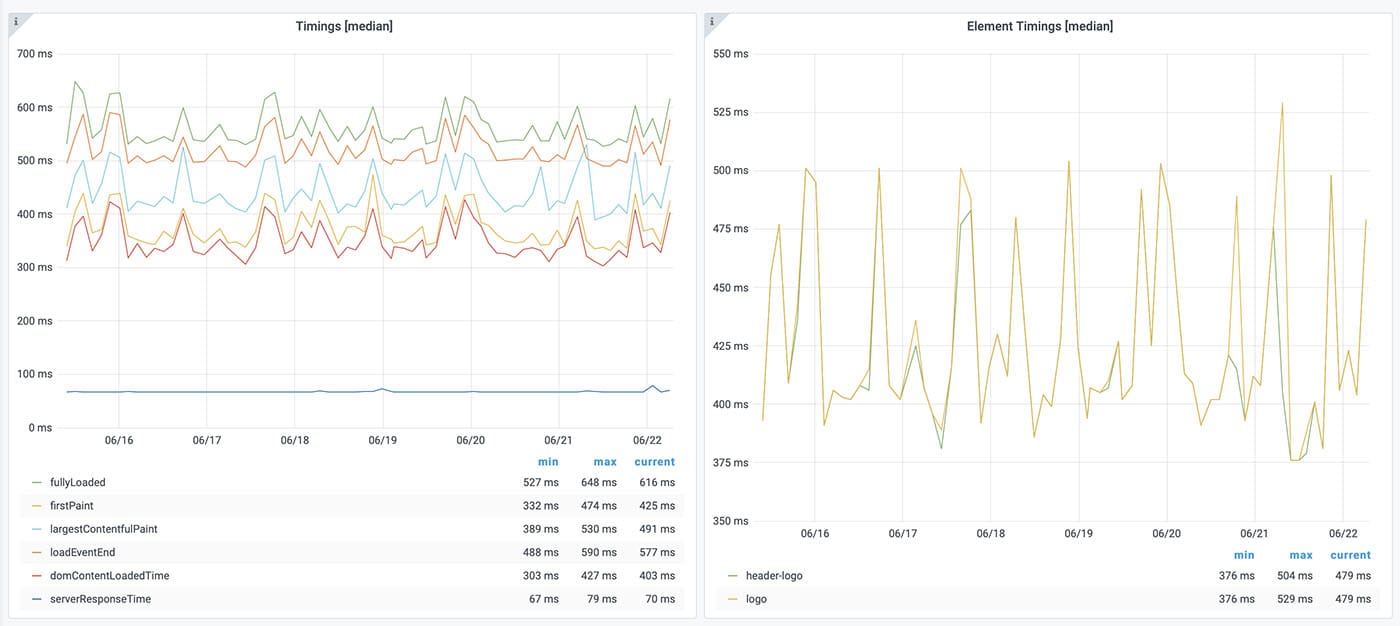 i
Timings [median]
700 ms
600 ms
500 ms
400 ms
300 ms
200 ms
100 ms
0 ms
06/16 06/17 06/18 06/19 06/20 06/21 06/22
min max current
fullyLoaded 527 ms 648 ms 616 ms
firstPaint 332 ms 474 ms 425 ms
largestContentfulPaint 389 ms 530 ms 491 ms
loadEventEnd 488 ms 590 ms 577 ms
domContentLoadedTime 303 ms 427 ms 403 ms
serverResponseTime 67 ms 79 ms 70 ms
i
Element Timings [median]
550 ms
525 ms
500 ms
475 ms
450 ms
425 ms
400 ms
375 ms
350 ms
06/16 06/17 06/18 06/19 06/20 06/21 06/22
min max current
header-logo 376 ms 504 ms 479 ms
logo 376 ms 529 ms 479 ms